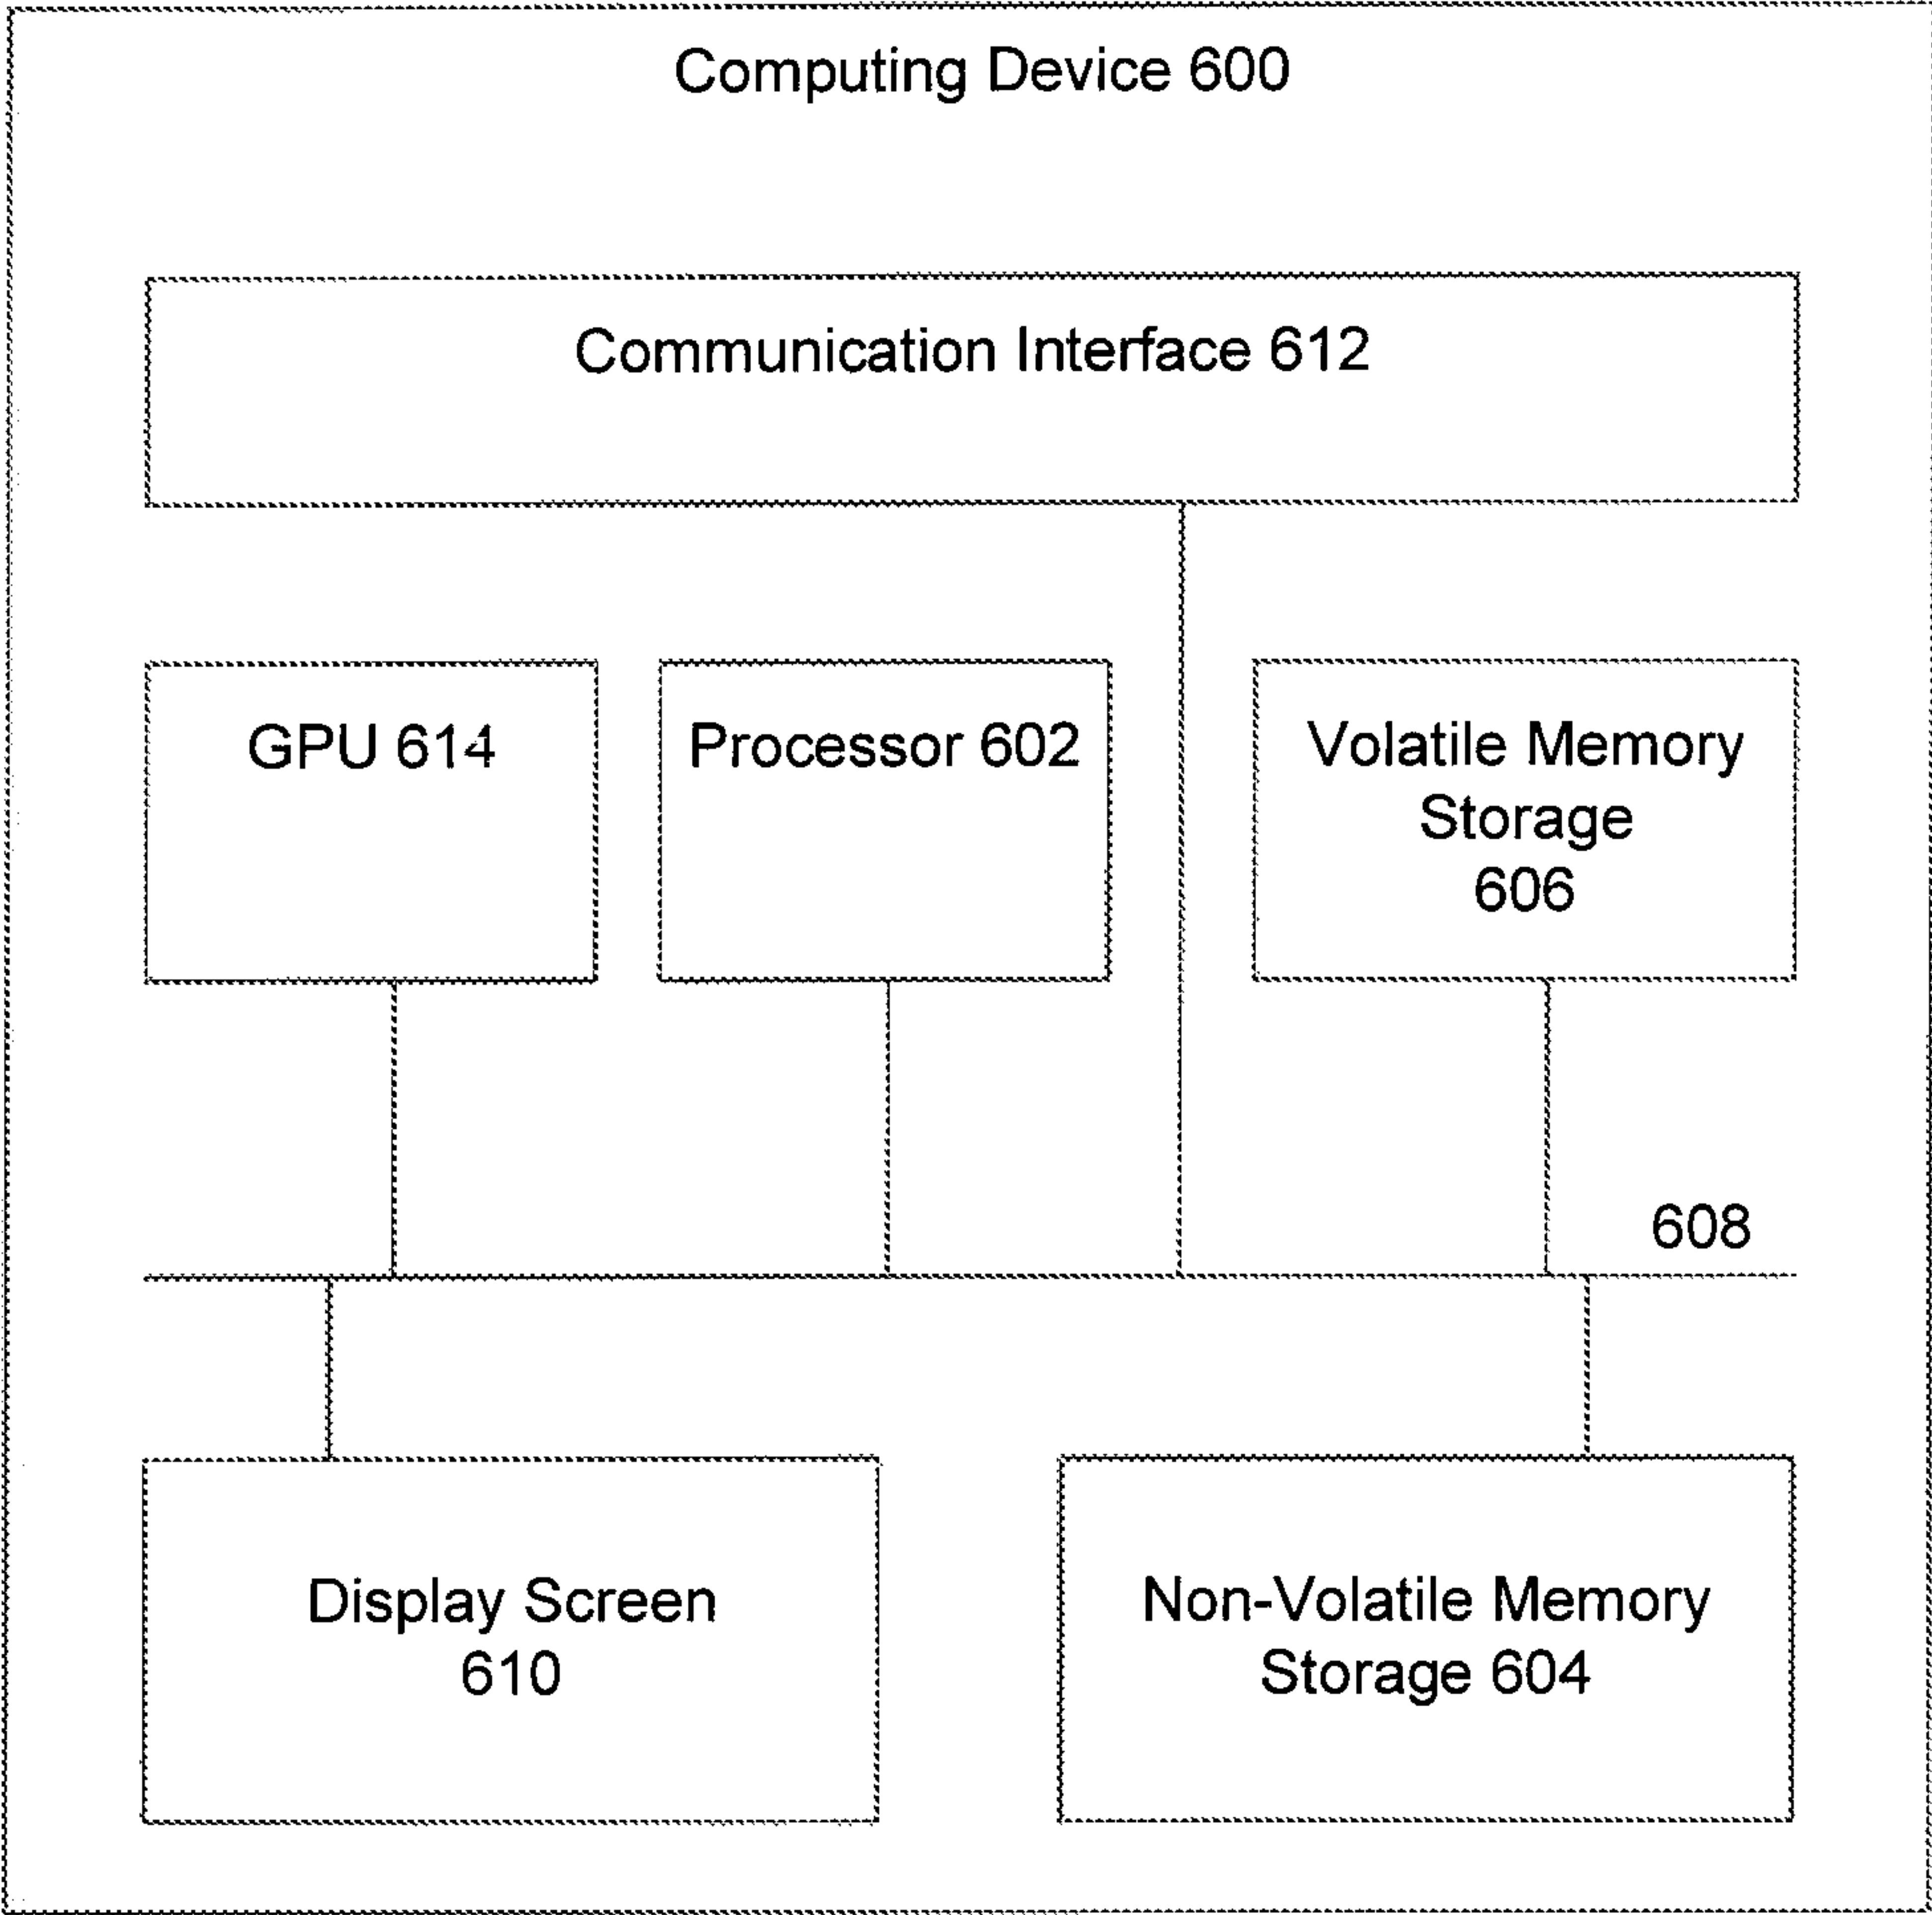 Computing Device 600
Communication Interface 612
GPU 614
Processor 602
Volatile Memory
Storage
606
608
Display Screen
610
Non-Volatile Memory
Storage 604